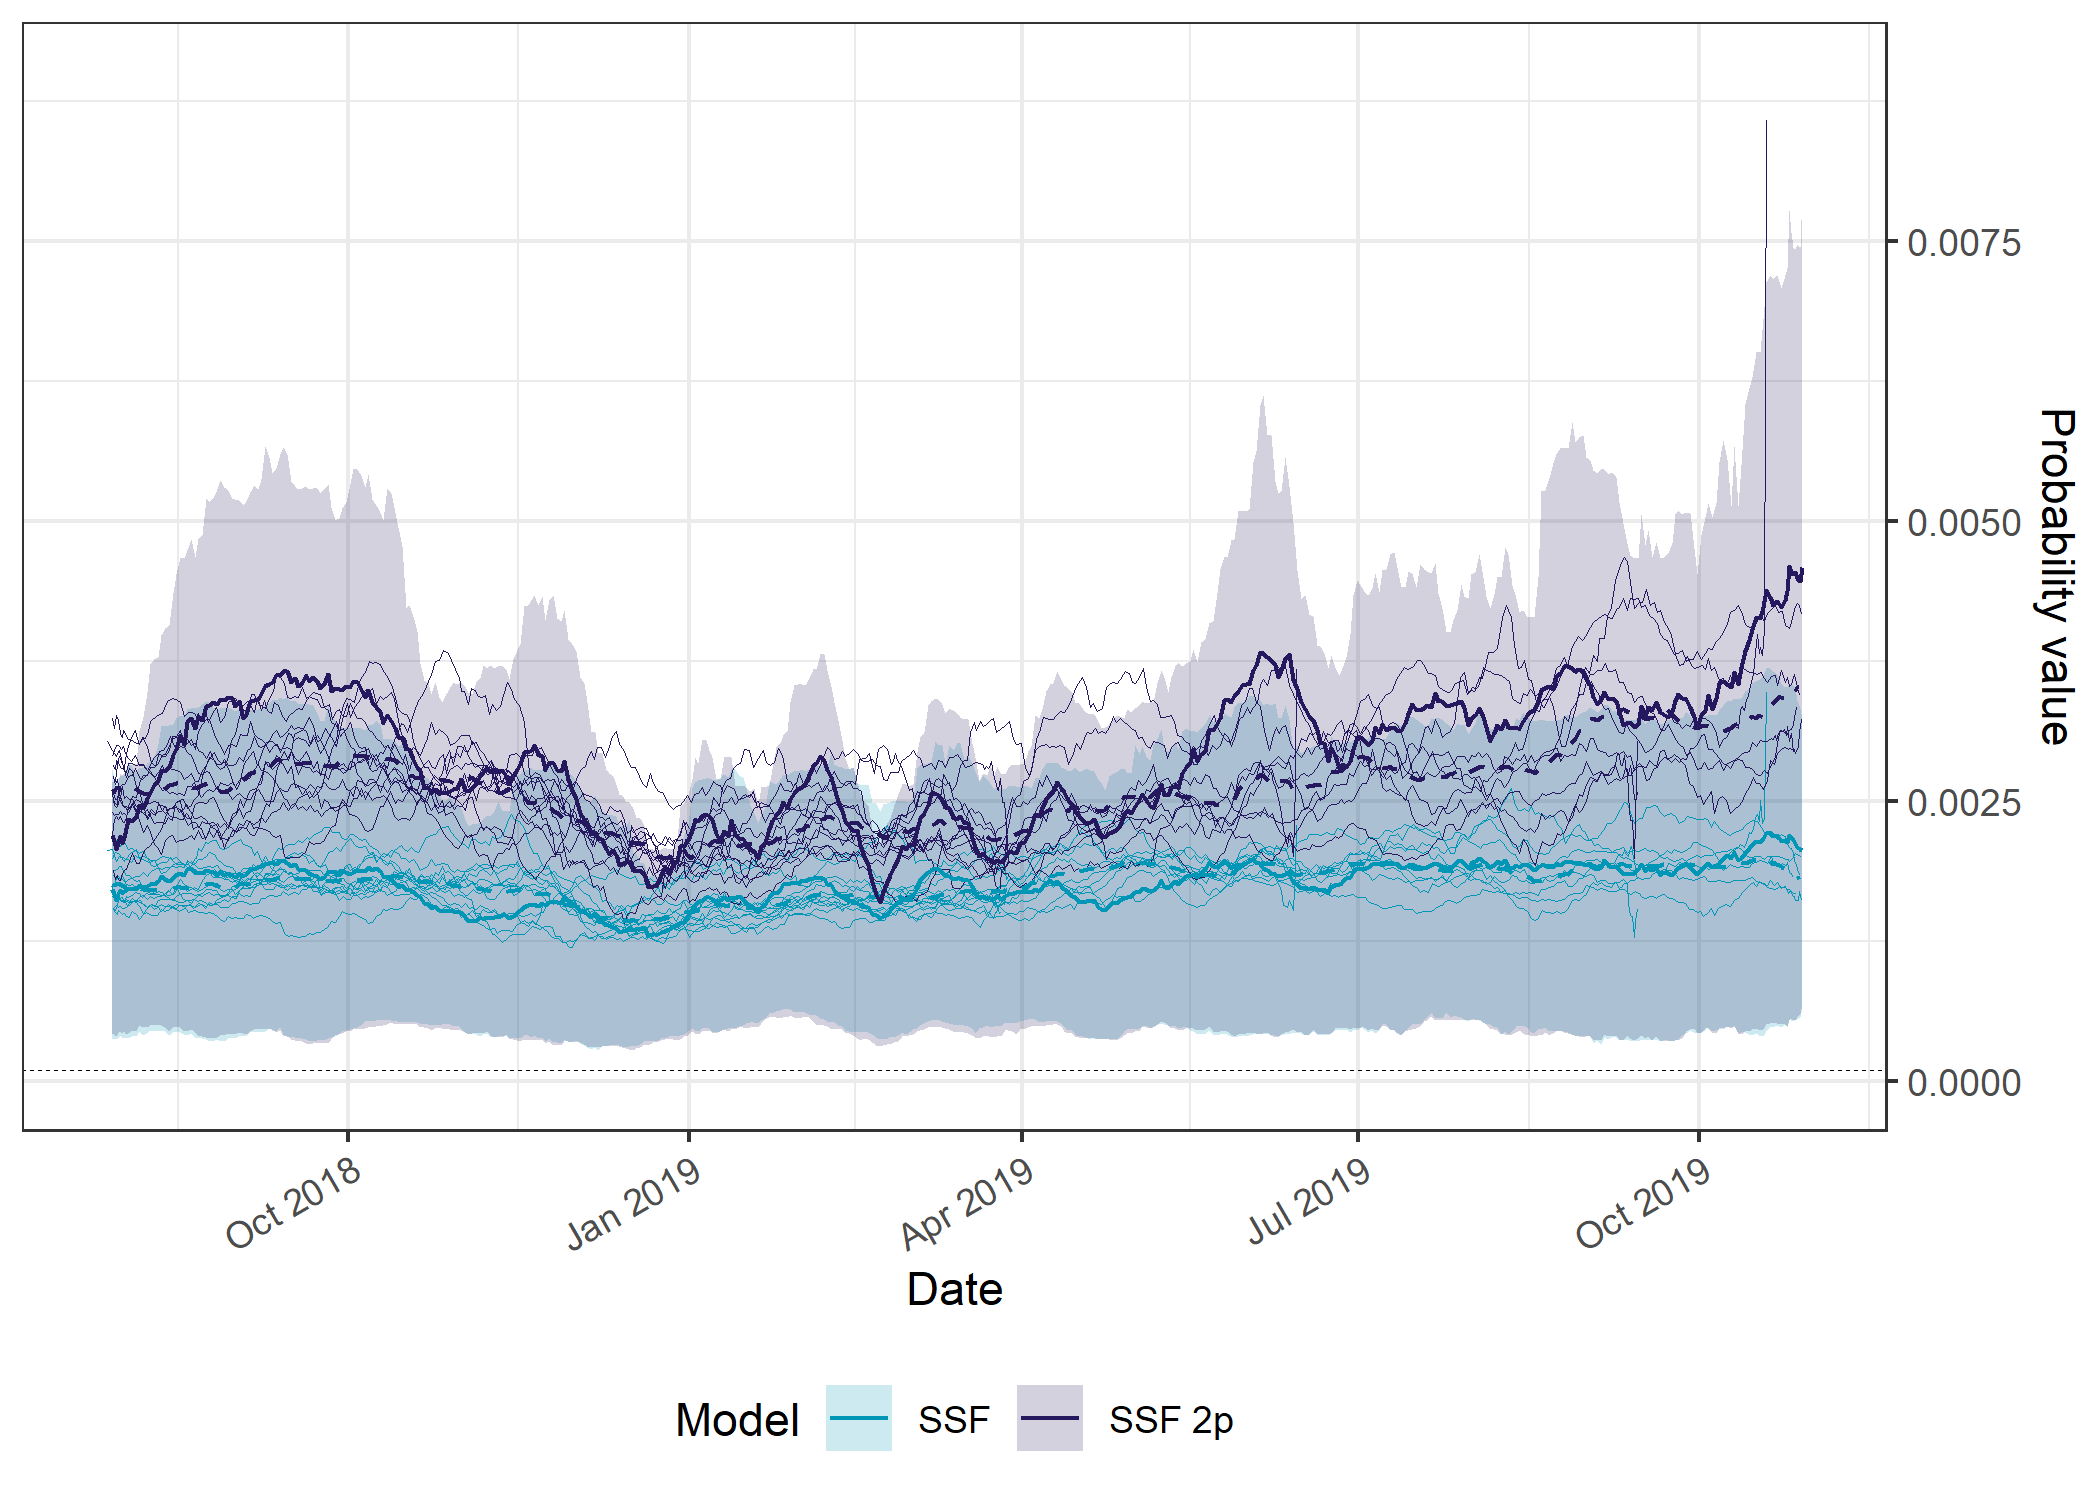 0.0075
0.0050
0.0025
0.0000
Probability value
Oct 2018
Jan 2019
Apr 2019
Jul 2019
Oct 2019
Date
Model SSF SSF 2p